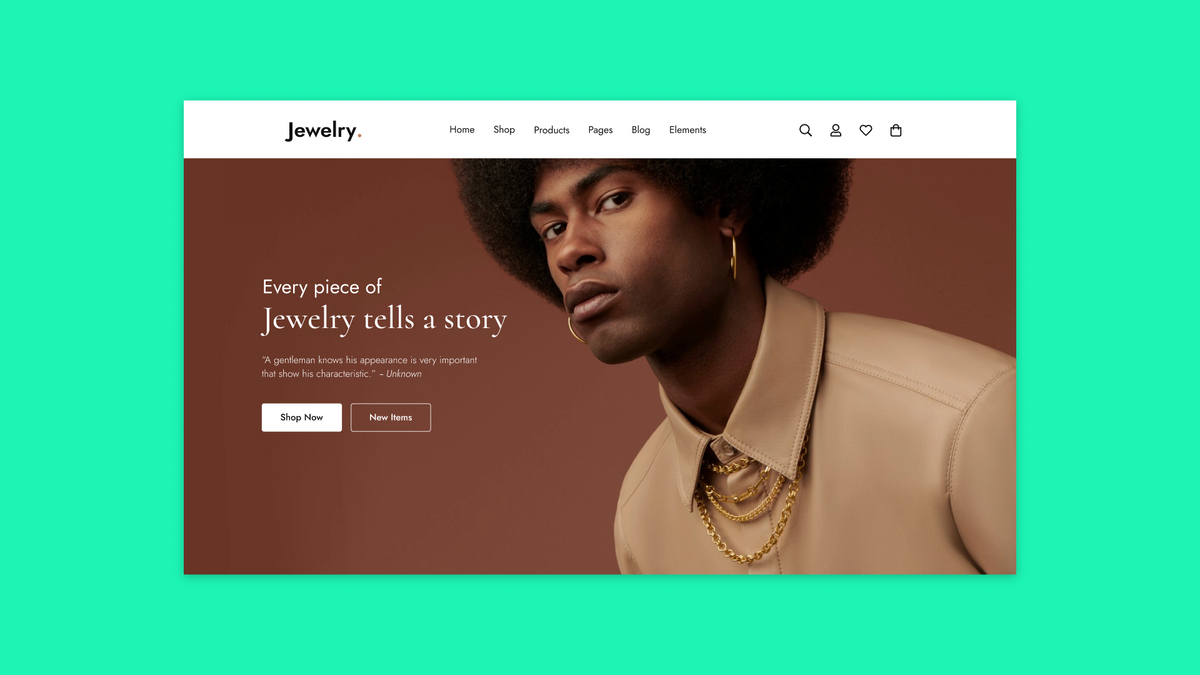 Jewelry.
Home Shop Products Pages Blog Elements
Every piece of
Jewelry tells a story
“A gentleman knows his appearance is very important
that show his characteristic.” – Unknown
Shop Now New Items